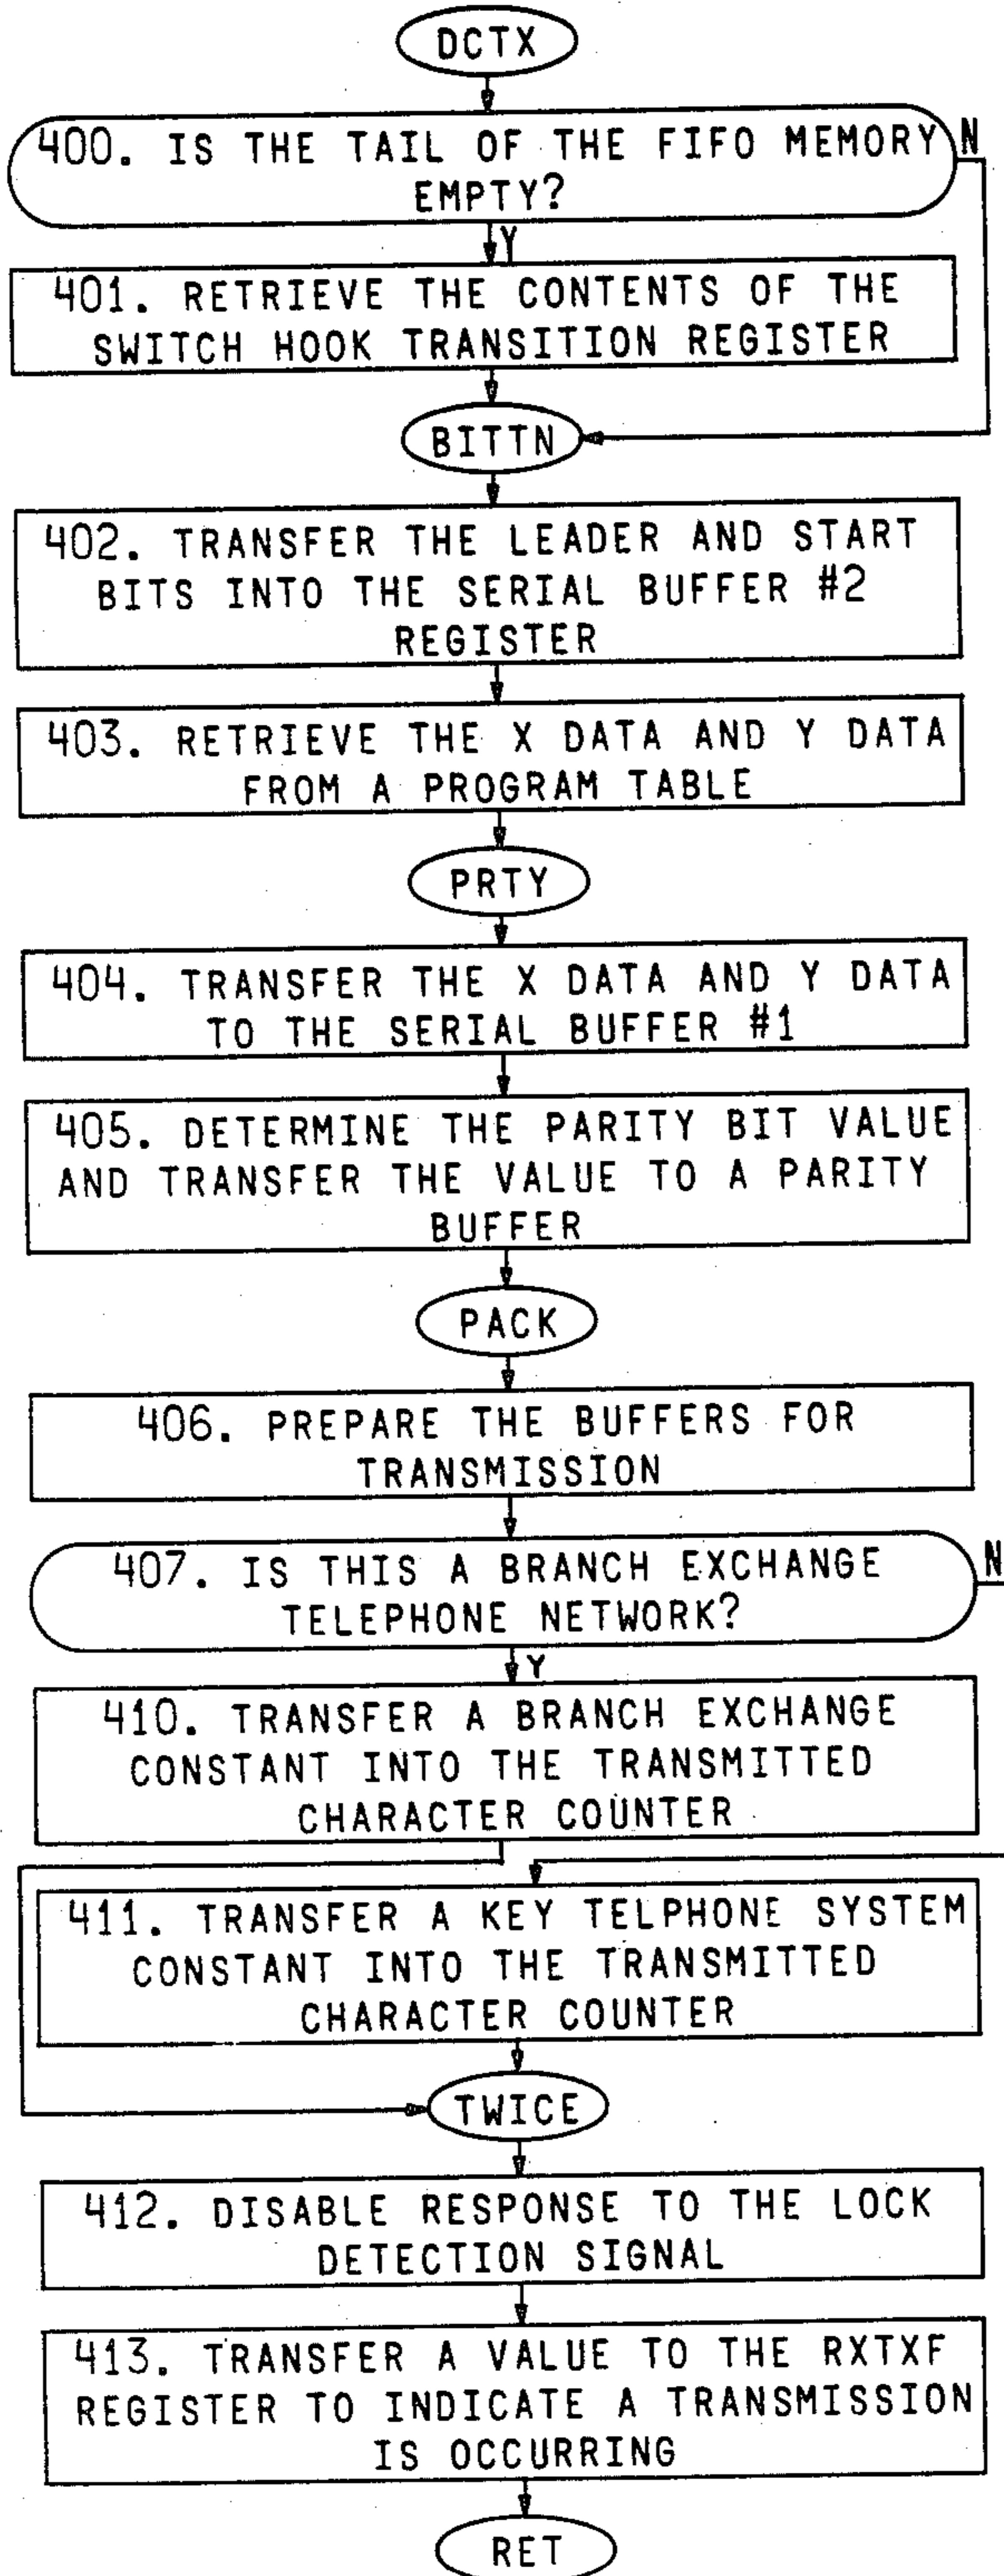 DCTX
400. IS THE TAIL OF THE FIFO MEMORY
EMPTY?
N
Y
401. RETRIEVE THE CONTENTS OF THE
SWITCH HOOK TRANSITION REGISTER
BITTN
402. TRANSFER THE LEADER AND START
BITS INTO THE SERIAL BUFFER #2
REGISTER
403. RETRIEVE THE X DATA AND Y DATA
FROM A PROGRAM TABLE
PRTY
404. TRANSFER THE X DATA AND Y DATA
TO THE SERIAL BUFFER #1
405. DETERMINE THE PARITY BIT VALUE
AND TRANSFER THE VALUE TO A PARITY
BUFFER
PACK
406. PREPARE THE BUFFERS FOR
TRANSMISSION
407. IS THIS A BRANCH EXCHANGE
TELEPHONE NETWORK?
N
Y
410. TRANSFER A BRANCH EXCHANGE
CONSTANT INTO THE TRANSMITTED
CHARACTER COUNTER
411. TRANSFER A KEY TELPHONE SYSTEM
CONSTANT INTO THE TRANSMITTED
CHARACTER COUNTER
TWICE
412. DISABLE RESPONSE TO THE LOCK
DETECTION SIGNAL
413. TRANSFER A VALUE TO THE RXTXF
REGISTER TO INDICATE A TRANSMISSION
IS OCCURRING
RET